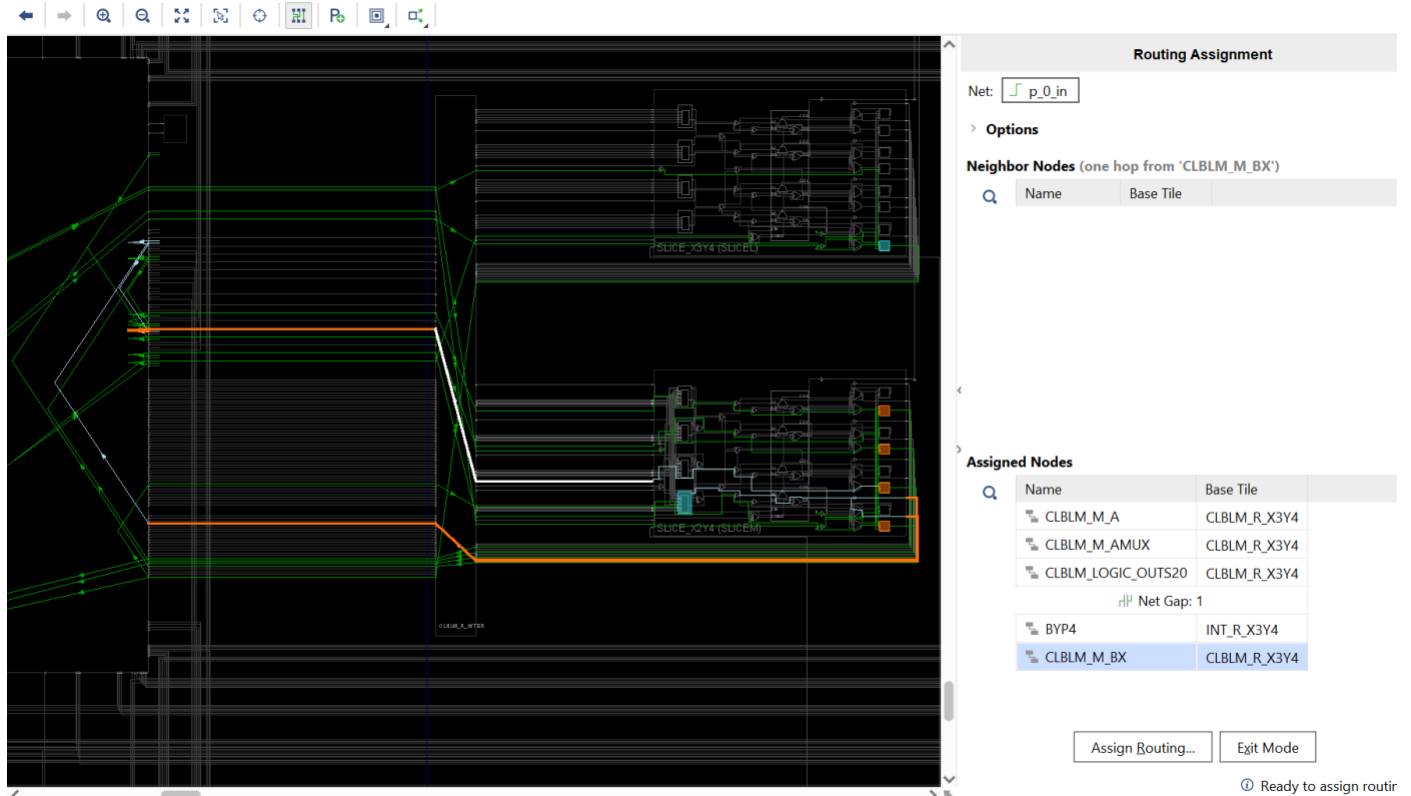 Routing Assignment
Net: p_0_in
Options
Neighbor Nodes (one hop from 'CLBLM_M_BX')
Name Base Tile
SLICE_X3Y4 (SLICEL)
SLICE_X2Y4 (SLICEM)
CLBLM_R_INTER
Assigned Nodes
Name Base Tile
CLBLM_M_A CLBLM_R_X3Y4
CLBLM_M_AMUX CLBLM_R_X3Y4
CLBLM_LOGIC_OUTS20 CLBLM_R_X3Y4
Net Gap: 1
BYP4 INT_R_X3Y4
CLBLM_M_BX CLBLM_R_X3Y4
Assign Routing... Exit Mode
Ready to assign routir